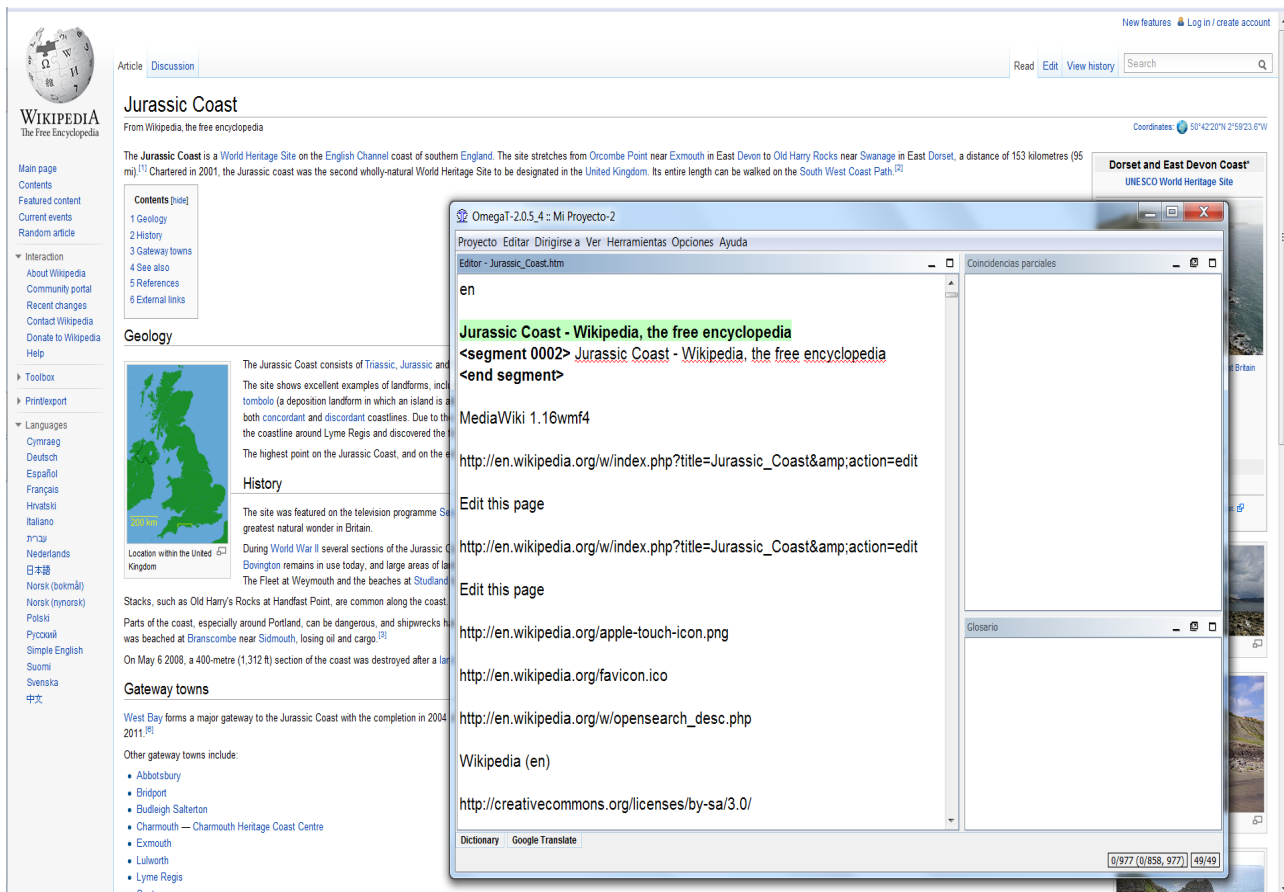 New features Log in / create account
Article Discussion
Read Edit View history Search
WIKIPEDIA
The Free Encyclopedia
Main page
Contents
Featured content
Current events
Random article
Interaction
About Wikipedia
Community portal
Recent changes
Contact Wikipedia
Donate to Wikipedia
Help
Toolbox
Print/export
Languages
Cymraeg
Deutsch
Español
Français
Hrvatski
Italiano
עברית
Nederlands
日本語
Norsk (bokmål)
Norsk (nynorsk)
Polski
Русский
Simple English
Suomi
Svenska
中文
Jurassic Coast
From Wikipedia, the free encyclopedia
Coordinates: 50°42′20″N 2°59′23.6″W
The Jurassic Coast is a World Heritage Site on the English Channel coast of southern England. The site stretches from Orcombe Point near Exmouth in East Devon to Old Harry Rocks near Swanage in East Dorset, a distance of 153 kilometres (95
mi).[1] Chartered in 2001, the Jurassic coast was the second wholly-natural World Heritage Site to be designated in the United Kingdom. Its entire length can be walked on the South West Coast Path.[2]
Dorset and East Devon Coast*
UNESCO World Heritage Site
Contents [hide]
1 Geology
2 History
3 Gateway towns
4 See also
5 References
6 External links
Geology
The Jurassic Coast consists of Triassic, Jurassic and
The site shows excellent examples of landforms, incl
tombolo (a deposition landform in which an island is a
both concordant and discordant coastlines. Due to th
the coastline around Lyme Regis and discovered the
The highest point on the Jurassic Coast, and on the e
200 km
Location within the United
Kingdom
History
The site was featured on the television programme Se
greatest natural wonder in Britain.
During World War II several sections of the Jurassic C
Bovington remains in use today, and large areas of la
The Fleet at Weymouth and the beaches at Studland
Stacks, such as Old Harry's Rocks at Handfast Point, are common along the coast.
Parts of the coast, especially around Portland, can be dangerous, and shipwrecks h
was beached at Branscombe near Sidmouth, losing oil and cargo.[3]
On May 6 2008, a 400-metre (1,312 ft) section of the coast was destroyed after a lan
Gateway towns
West Bay forms a major gateway to the Jurassic Coast with the completion in 2004
2011.[6]
Other gateway towns include:
Abbotsbury
Bridport
Budleigh Salterton
Charmouth — Charmouth Heritage Coast Centre
Exmouth
Lulworth
Lyme Regis
OmegaT-2.0.5_4 :: Mi Proyecto-2
Proyecto Editar Dirigirse a Ver Herramientas Opciones Ayuda
Editor - Jurassic_Coast.htm
en
Jurassic Coast - Wikipedia, the free encyclopedia
<segment 0002> Jurassic Coast - Wikipedia, the free encyclopedia
<end segment>
MediaWiki 1.16wmf4
http://en.wikipedia.org/w/index.php?title=Jurassic_Coast&amp;action=edit
Edit this page
http://en.wikipedia.org/w/index.php?title=Jurassic_Coast&amp;action=edit
Edit this page
http://en.wikipedia.org/apple-touch-icon.png
http://en.wikipedia.org/favicon.ico
http://en.wikipedia.org/w/opensearch_desc.php
Wikipedia (en)
http://creativecommons.org/licenses/by-sa/3.0/
Coincidencias parciales
Glosario
Dictionary Google Translate
0/977 (0/858, 977) 49/49
Britain